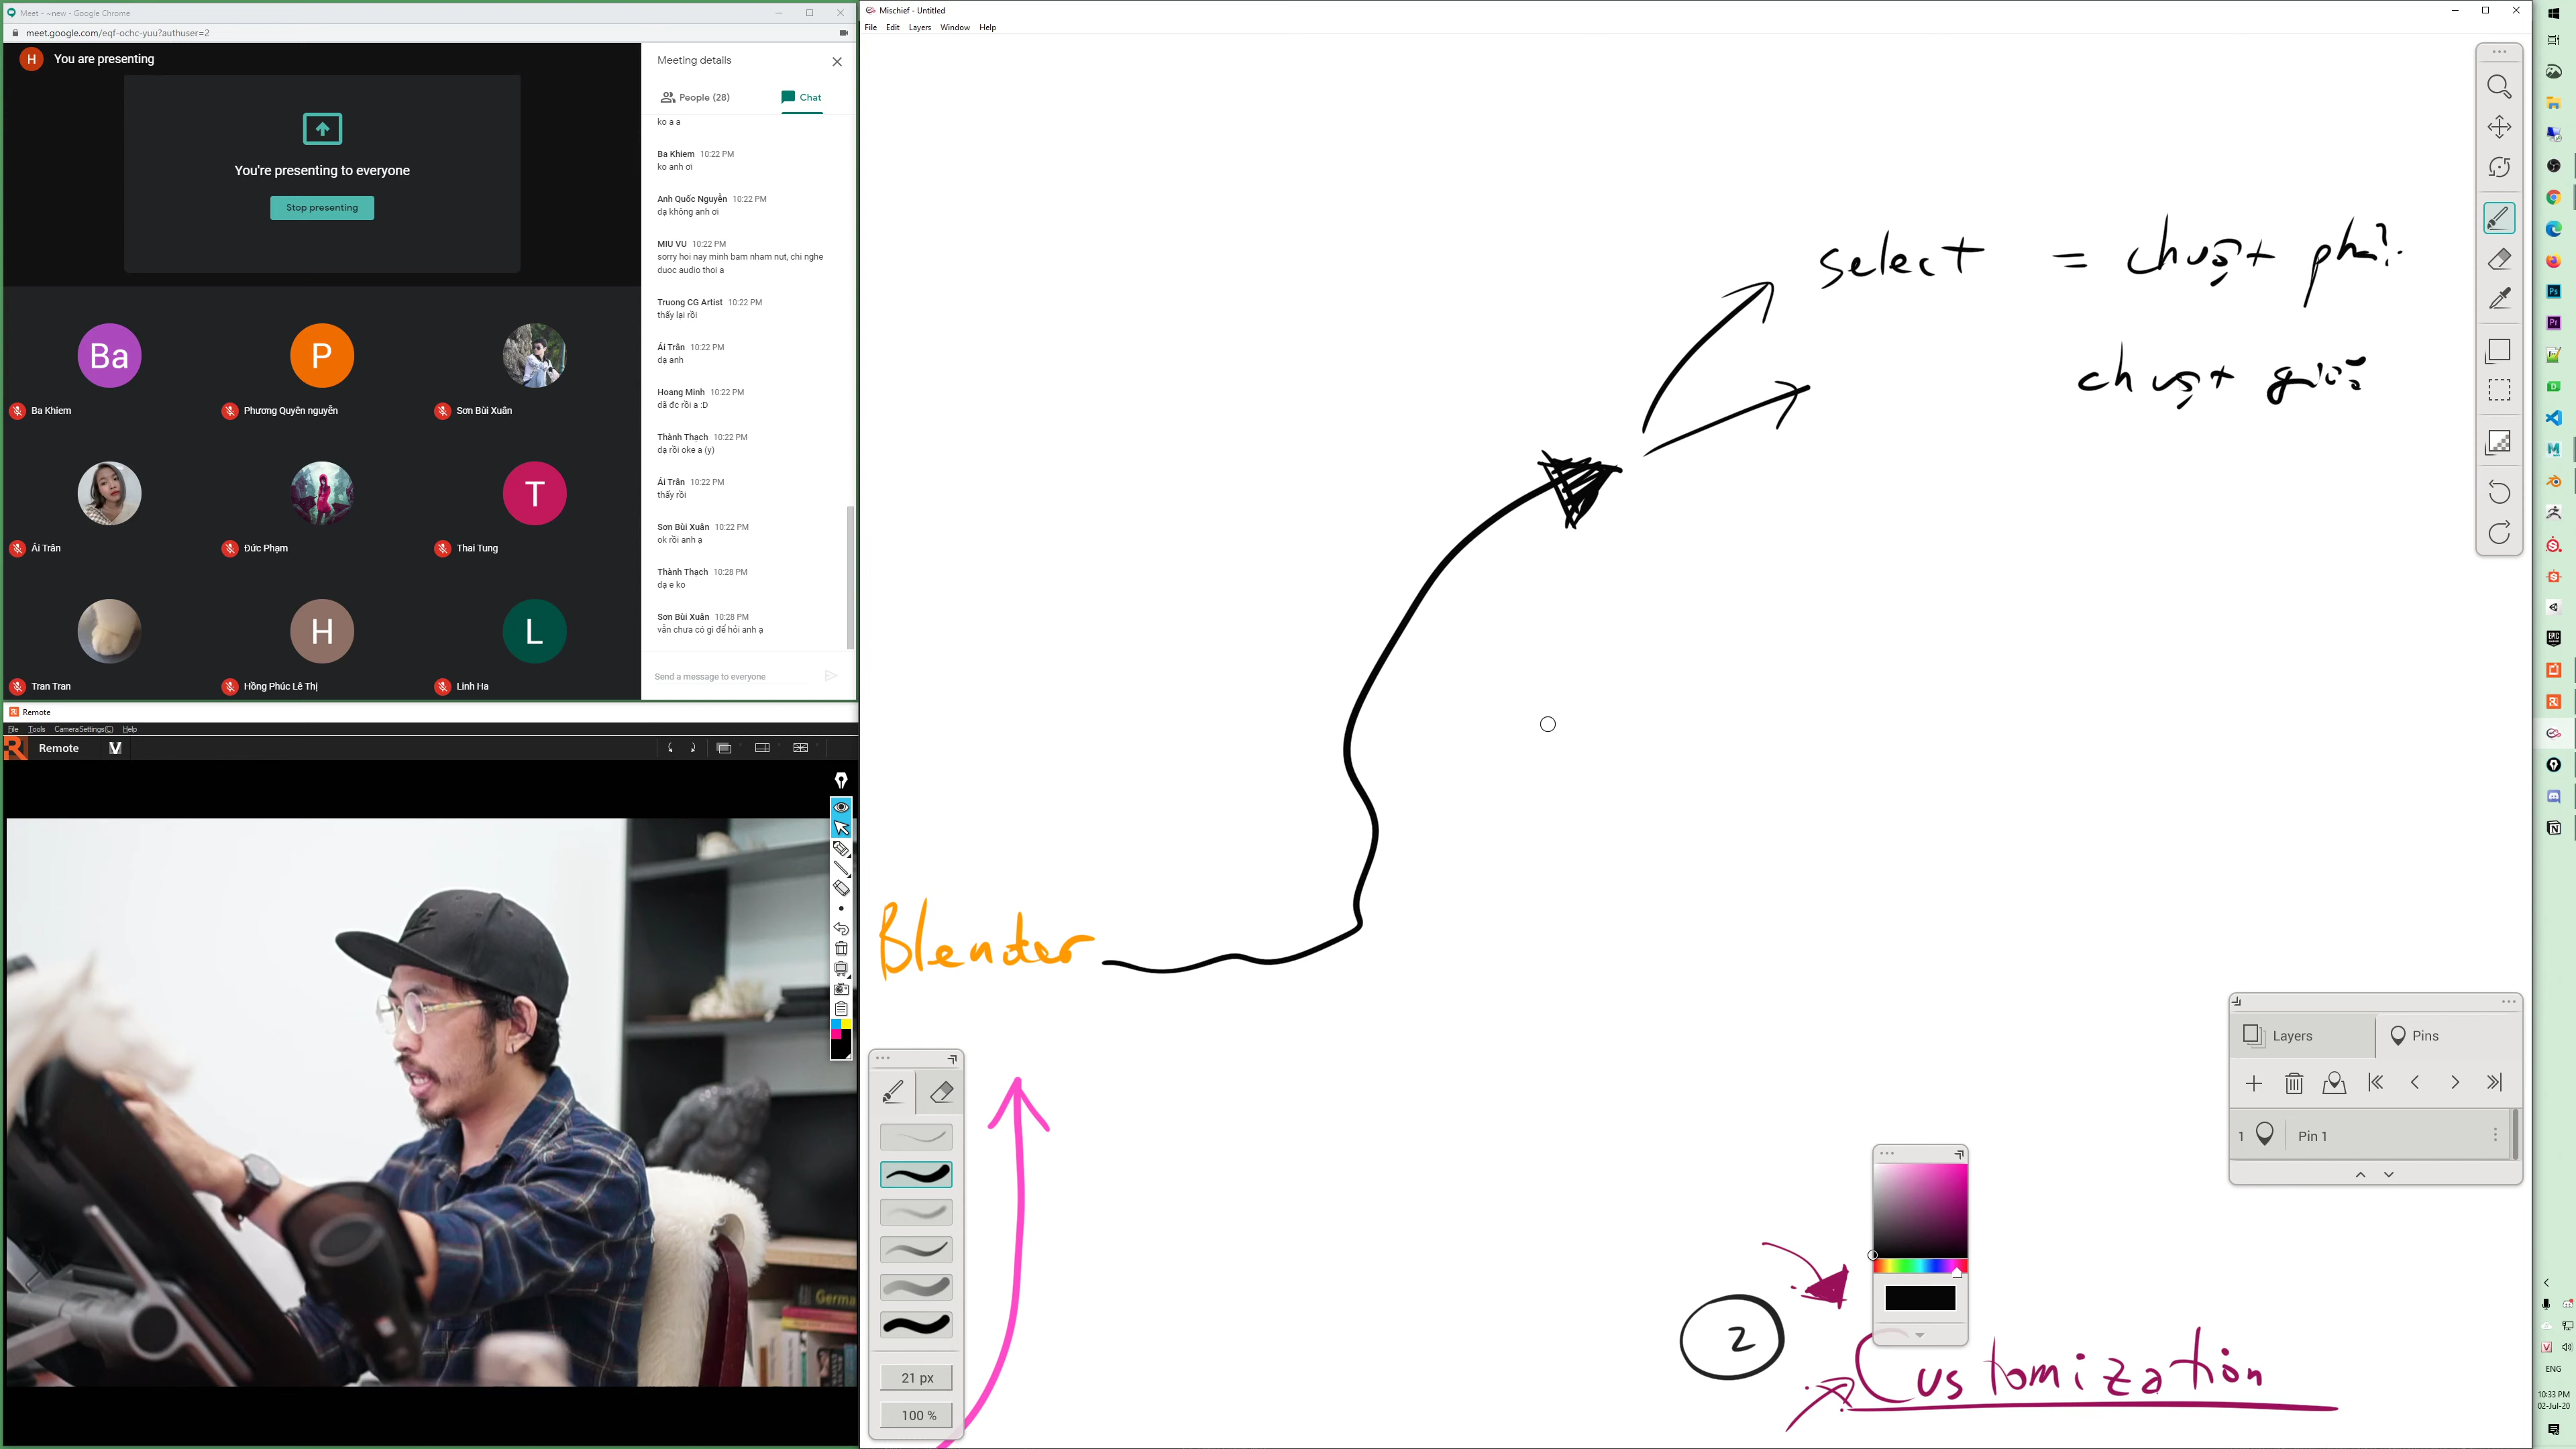 Meet - ~new - Google Chrome
meet.google.com/eqf-ochc-yuu?authuser=2
H You are presenting
You're presenting to everyone
Stop presenting
Ba
P
Ba Khiem
Phương Quyên nguyễn
Sơn Bùi Xuân
T
Ái Trân
Đức Phạm
Thai Tung
H
L
Tran Tran
Hồng Phúc Lê Thị
Linh Ha
Meeting details
People (28)
Chat
ko a a
Ba Khiem 10:22 PM
ko anh ơi
Anh Quốc Nguyễn 10:22 PM
dạ không anh ơi
MIU VU 10:22 PM
sorry hoi nay minh bam nham nut, chi nghe
duoc audio thoi a
Truong CG Artist 10:22 PM
thấy lại rồi
Ái Trân 10:22 PM
dạ anh
Hoang Minh 10:22 PM
dã đc rồi a :D
Thành Thạch 10:22 PM
dạ rồi oke a (y)
Ái Trân 10:22 PM
thấy rồi
Sơn Bùi Xuân 10:22 PM
ok rồi anh ạ
Thành Thạch 10:28 PM
dạ e ko
Sơn Bùi Xuân 10:28 PM
vẫn chưa có gì để hỏi anh ạ
Send a message to everyone
Remote
File Tools CameraSettings(C) Help
R Remote V
Germa
Mischief - Untitled
File Edit Layers Window Help
select = chuột phải
chuột giữa
Blender
21 px
100 %
2
Customization
Layers
Pins
1 Pin 1
Ps
Pr
EPIC
ENG
10:33 PM
02-Jul-20